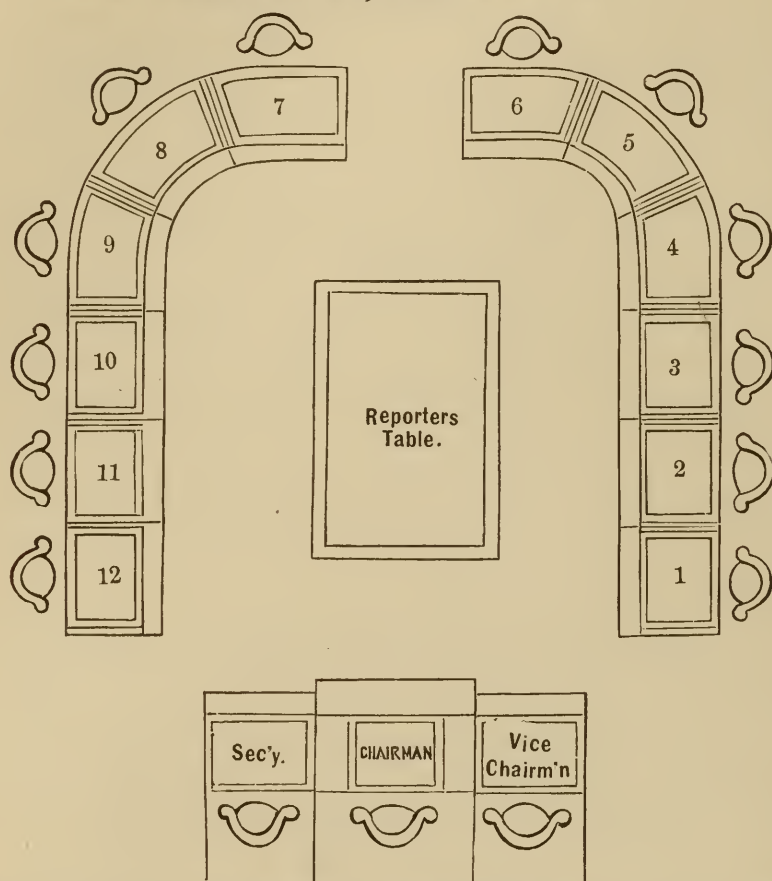 7
6
8
5
9
4
10
3
Reporters
Table.
11
2
12
1
Sec'y.
CHAIRMAN
Vice
Chairm'n